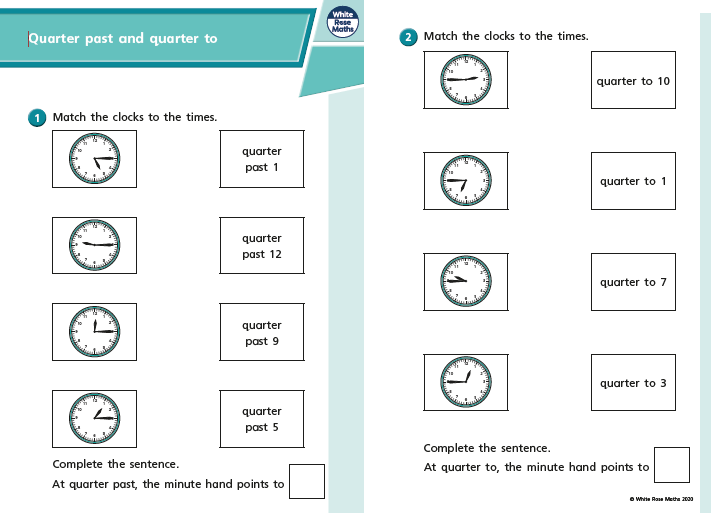 Quarter past and quarter to
White
Rose
Maths
1 Match the clocks to the times.
quarter
past 1
quarter
past 12
quarter
past 9
quarter
past 5
Complete the sentence.
At quarter past, the minute hand points to
2 Match the clocks to the times.
quarter to 10
quarter to 1
quarter to 7
quarter to 3
Complete the sentence.
At quarter to, the minute hand points to
© White Rose Maths 2020